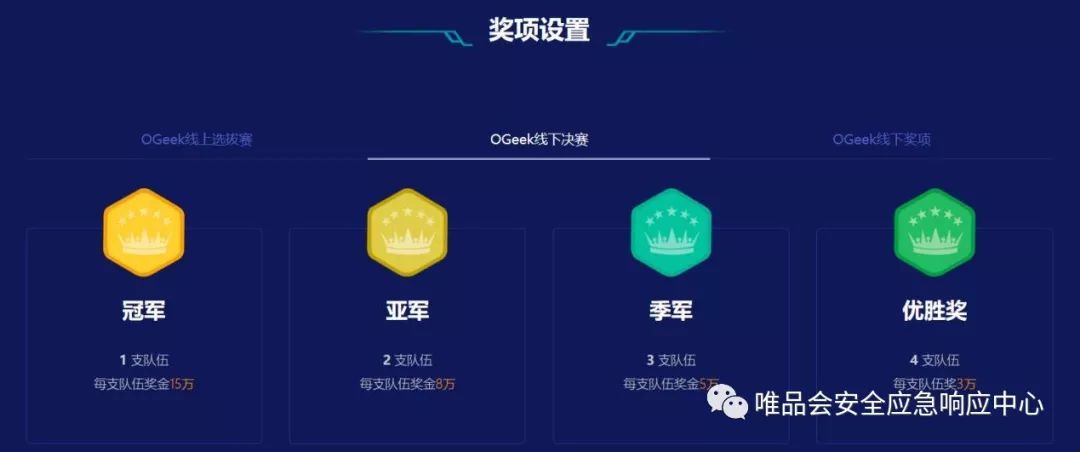 奖项设置
OGeek线上选拔赛
OGeek线下决赛
OGeek线下奖项
冠军
1 支队伍
每支队伍奖金15万
亚军
2 支队伍
每支队伍奖金8万
季军
3 支队伍
每支队伍奖金5万
优胜奖
4 支队伍
每支队伍奖3万
唯品会安全应急响应中心